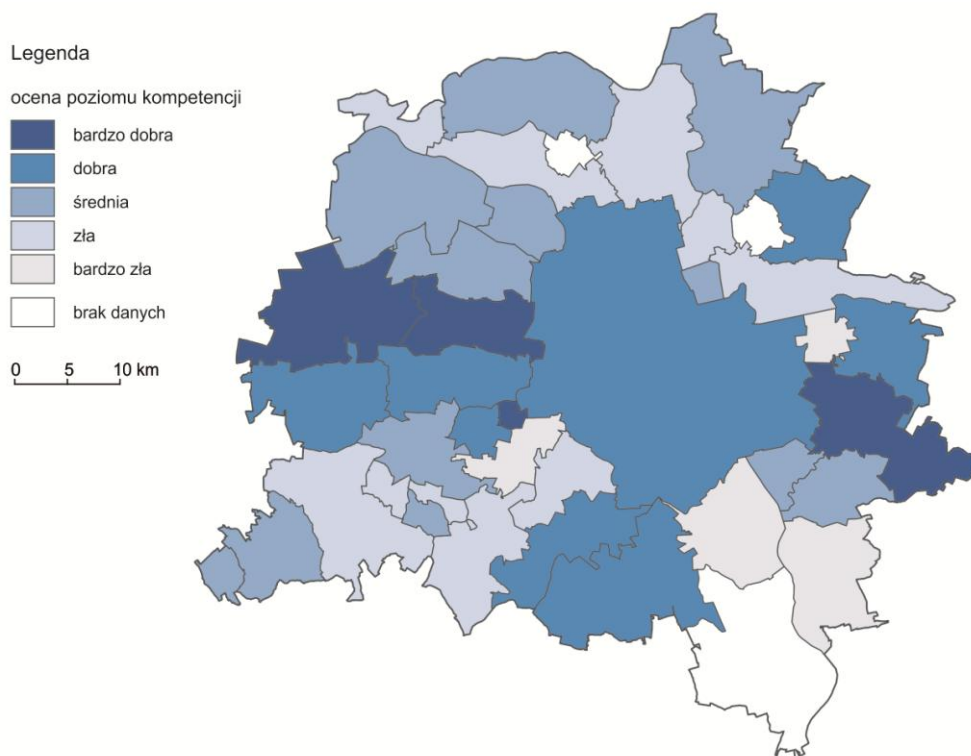 Legenda
ocena poziomu kompetencji
bardzo dobra
dobra
średnia
zła
bardzo zła
brak danych
0 5 10 km